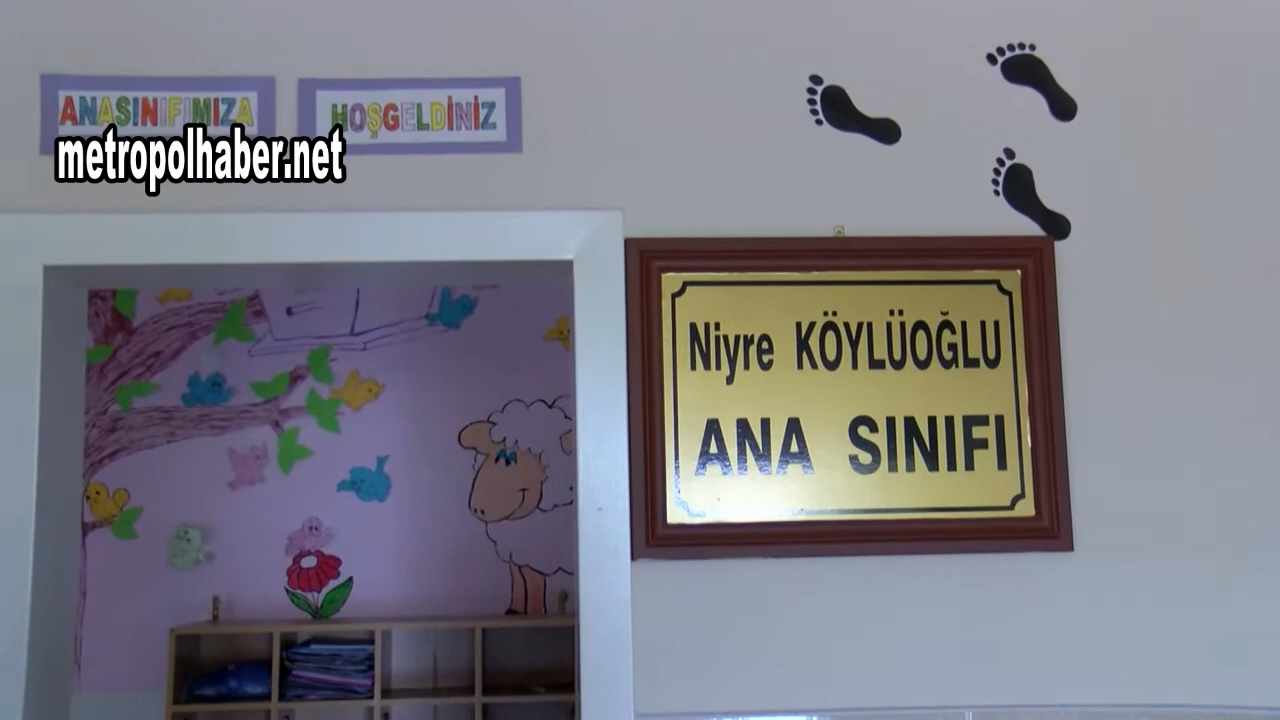 ANASINIFIMIZA HOŞGELDİNİZ
metropolhaber.net
Niyre KÖYLÜOĞLU
ANA SINIFI